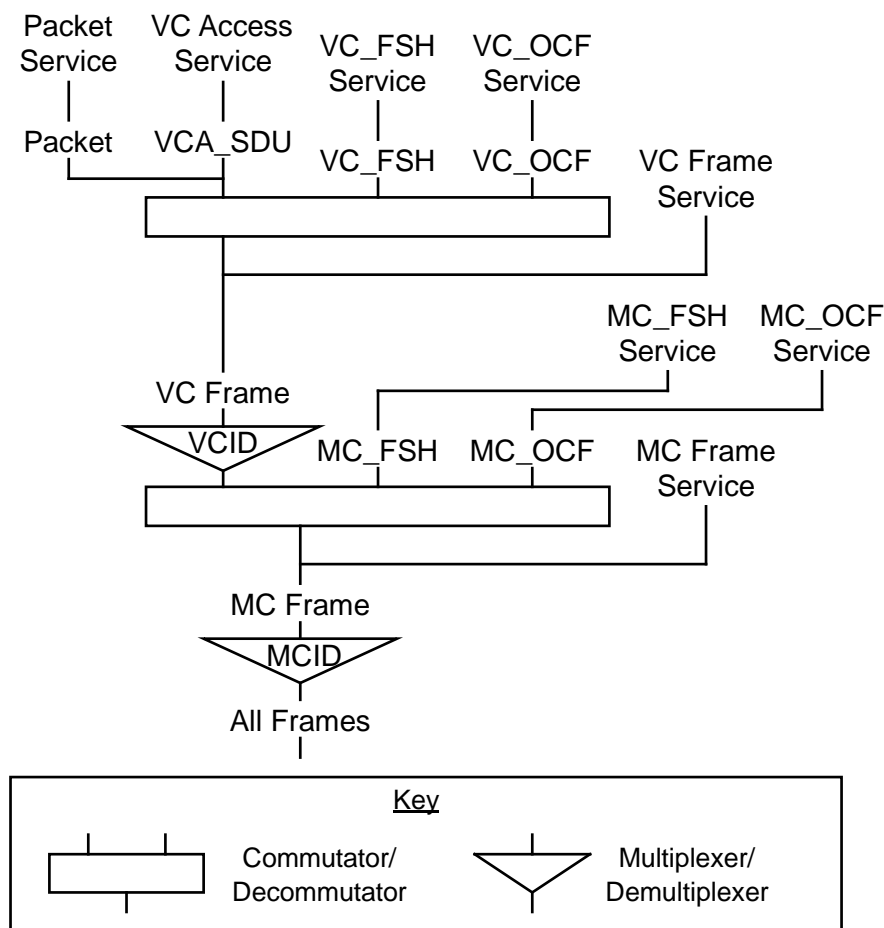 Packet
Service
VC Access
Service
VC_FSH
Service
VC_OCF
Service
Packet
VCA_SDU
VC_FSH
VC_OCF
VC Frame
Service
MC_FSH
Service
MC_OCF
Service
VC Frame
VCID
MC_FSH
MC_OCF
MC Frame
Service
MC Frame
MCID
All Frames
Key
Commutator/
Decommutator
Multiplexer/
Demultiplexer